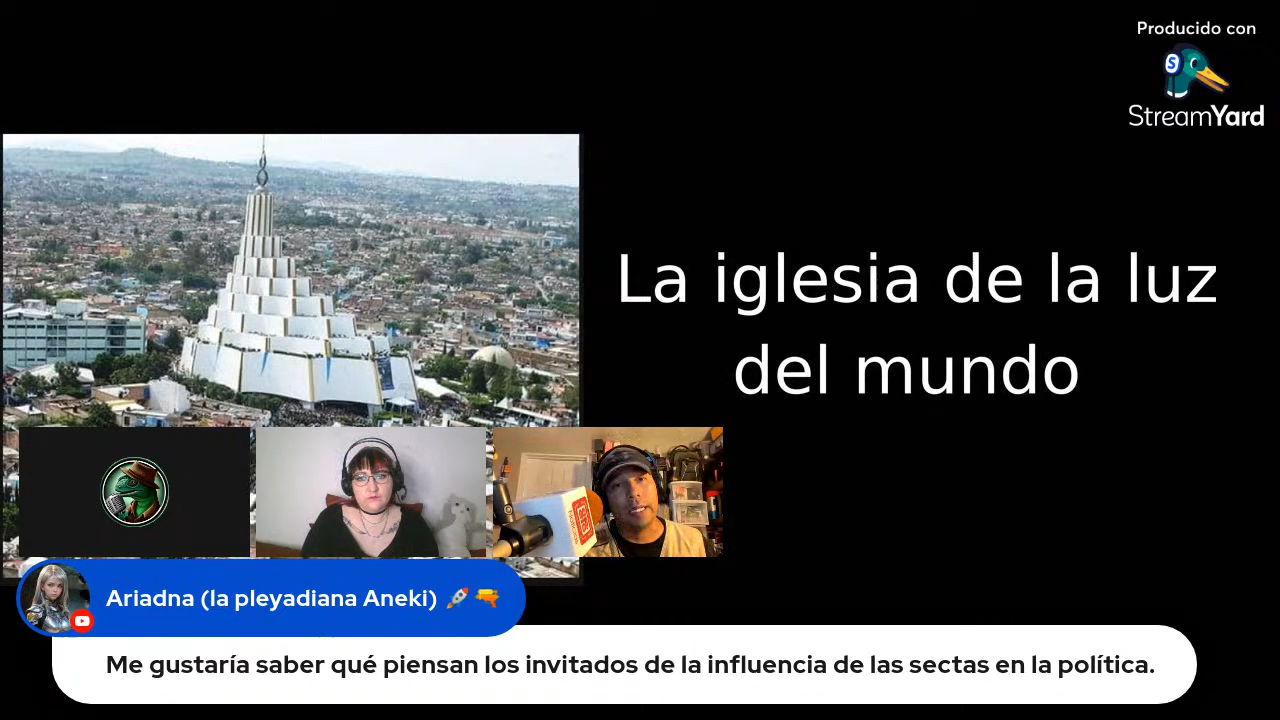 Producido con
StreamYard
La iglesia de la luz
del mundo
Ariadna (la pleyadiana Aneki) 🚀 🔫
Me gustaría saber qué piensan los invitados de la influencia de las sectas en la política.